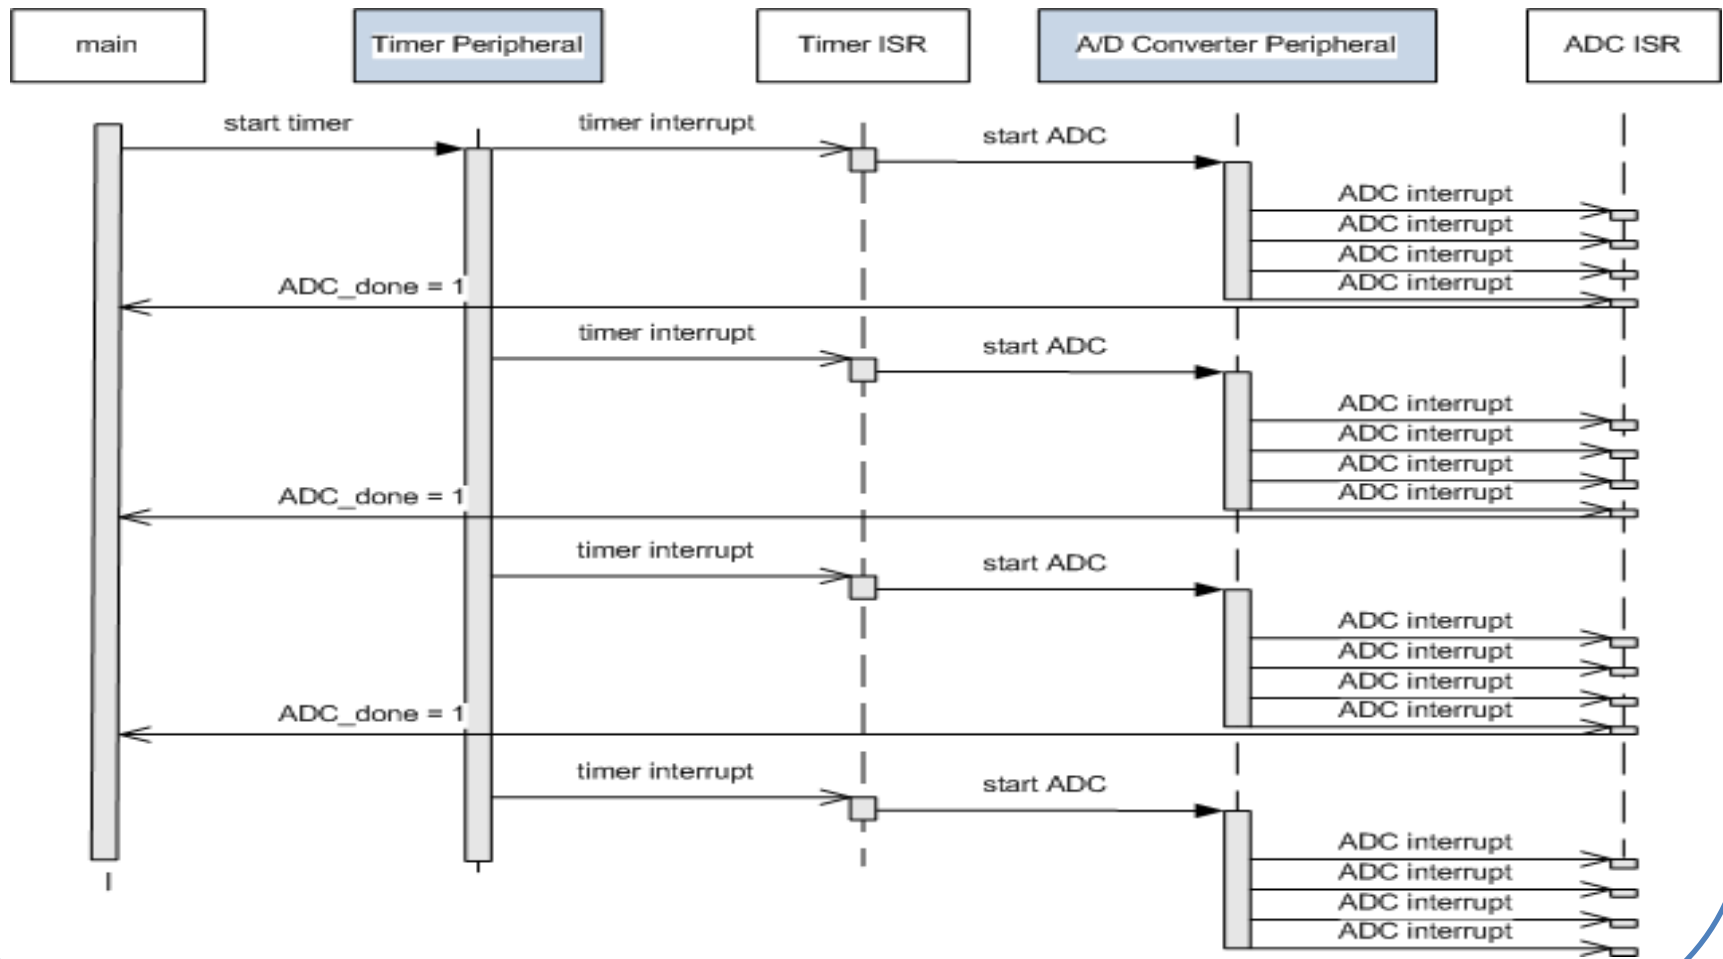 main
Timer Peripheral
Timer ISR
A/D Converter Peripheral
ADC ISR
start timer
timer interrupt
start ADC
ADC interrupt
ADC interrupt
ADC interrupt
ADC interrupt
ADC_done = 1
timer interrupt
start ADC
ADC interrupt
ADC interrupt
ADC interrupt
ADC interrupt
ADC_done = 1
timer interrupt
start ADC
ADC interrupt
ADC interrupt
ADC interrupt
ADC interrupt
ADC_done = 1
timer interrupt
start ADC
ADC interrupt
ADC interrupt
ADC interrupt
ADC interrupt